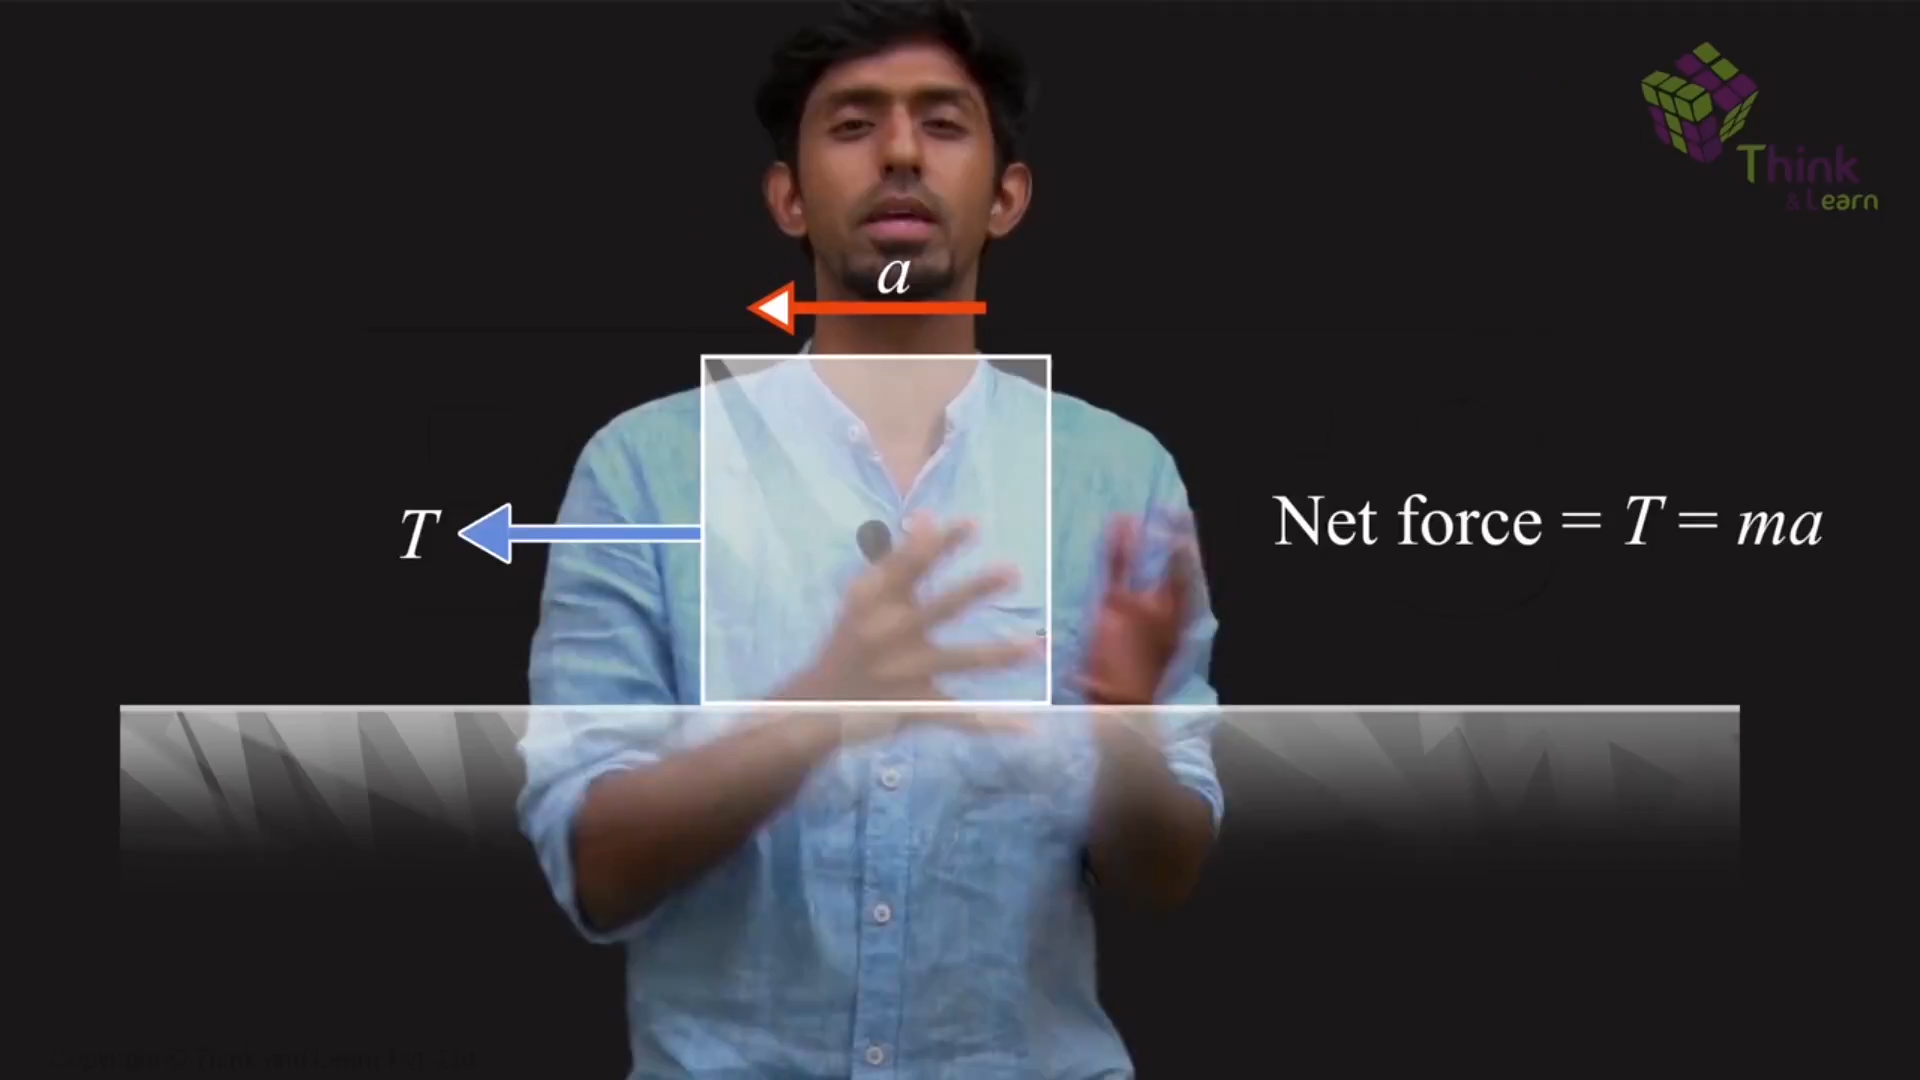 Think
& Learn
a
T
Net force = T = ma